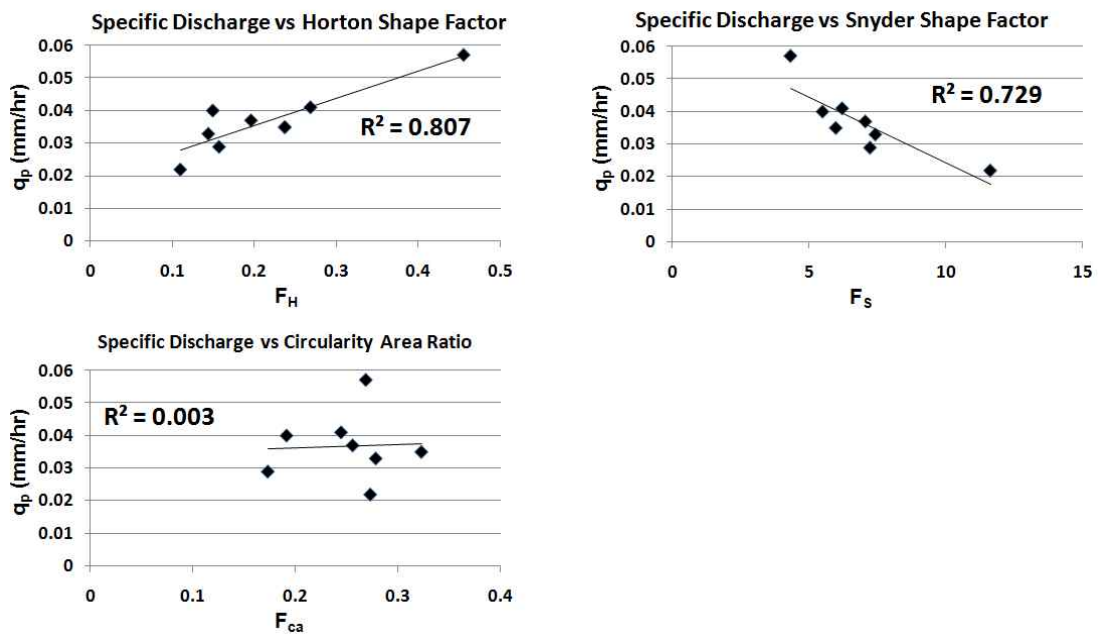 Specific Discharge vs Horton Shape Factor
0.06
0.05
0.04
0.03
0.02
0.01
0
qp (mm/hr)
R² = 0.807
0 0.1 0.2 0.3 0.4 0.5
FH
Specific Discharge vs Snyder Shape Factor
0.06
0.05
0.04
0.03
0.02
0.01
0
qp (mm/hr)
R² = 0.729
0 5 10 15
FS
Specific Discharge vs Circularity Area Ratio
0.06
0.05
0.04
0.03
0.02
0.01
0
qp (mm/hr)
R² = 0.003
0 0.1 0.2 0.3 0.4
Fca